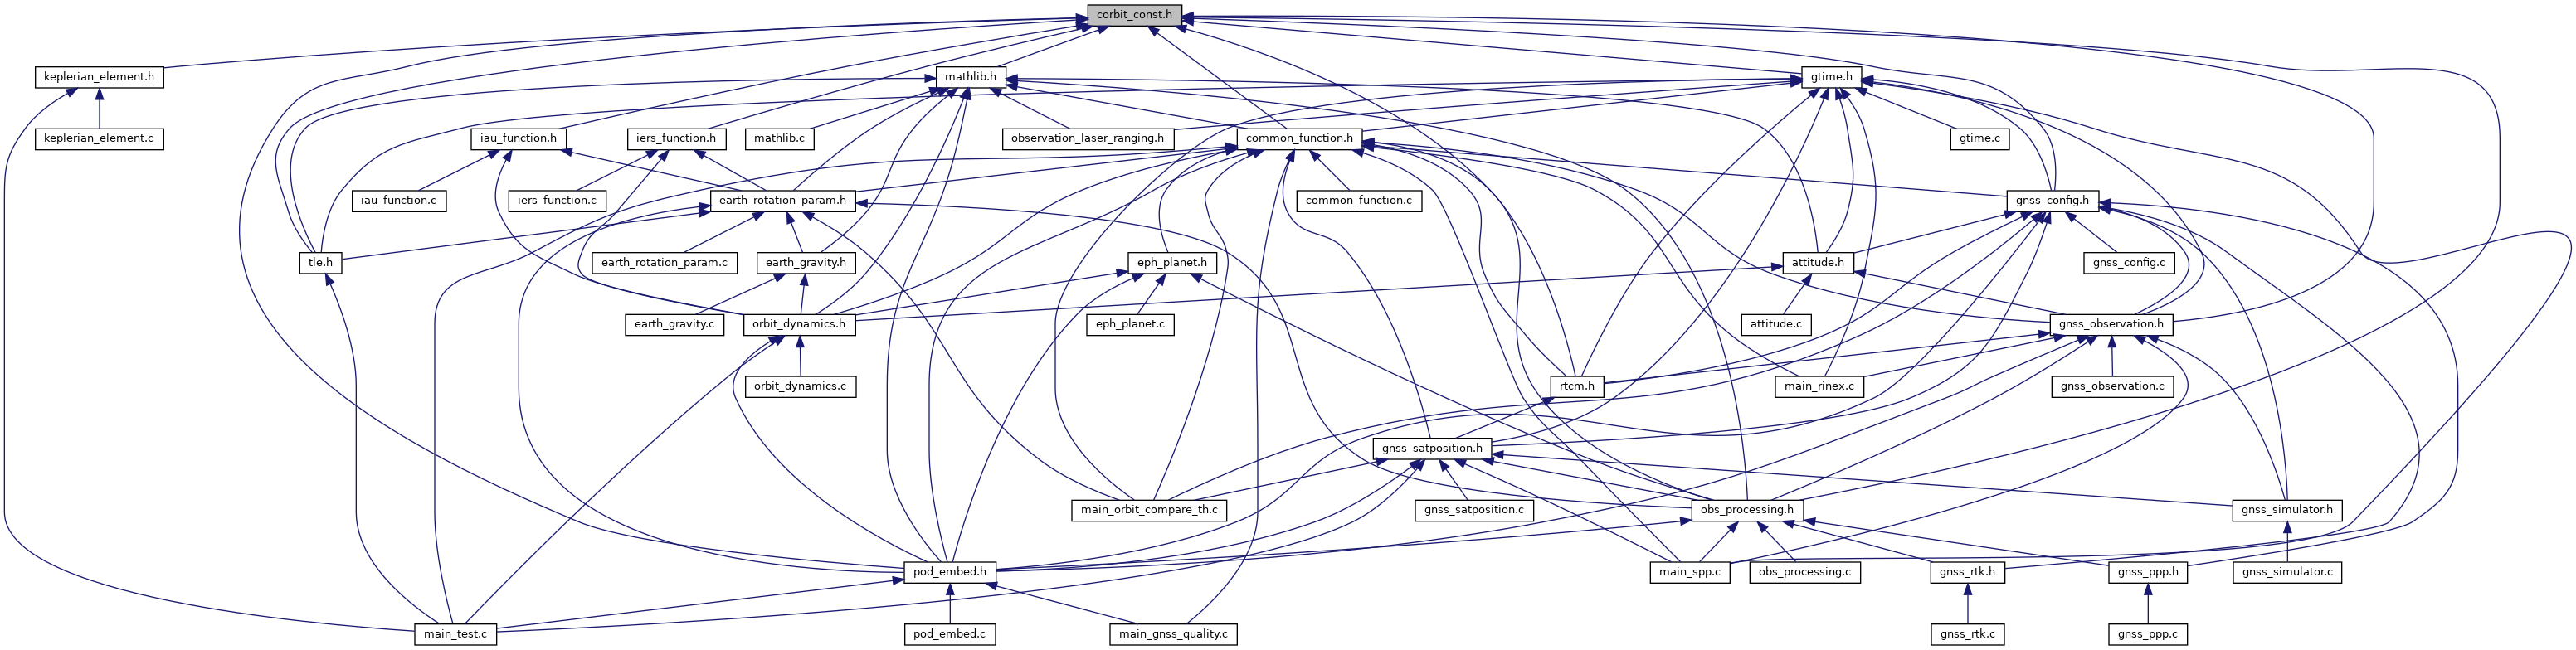 corbit_const.h
keplerian_element.h
mathlib.h
gtime.h
keplerian_element.c
iau_function.h
iers_function.h
mathlib.c
observation_laser_ranging.h
common_function.h
gtime.c
iau_function.c
iers_function.c
earth_rotation_param.h
common_function.c
gnss_config.h
tle.h
earth_rotation_param.c
earth_gravity.h
eph_planet.h
attitude.h
gnss_config.c
earth_gravity.c
orbit_dynamics.h
eph_planet.c
attitude.c
gnss_observation.h
orbit_dynamics.c
rtcm.h
main_rinex.c
gnss_observation.c
gnss_satposition.h
main_orbit_compare_th.c
gnss_satposition.c
obs_processing.h
gnss_simulator.h
pod_embed.h
main_spp.c
obs_processing.c
gnss_rtk.h
gnss_ppp.h
gnss_simulator.c
main_test.c
pod_embed.c
main_gnss_quality.c
gnss_rtk.c
gnss_ppp.c